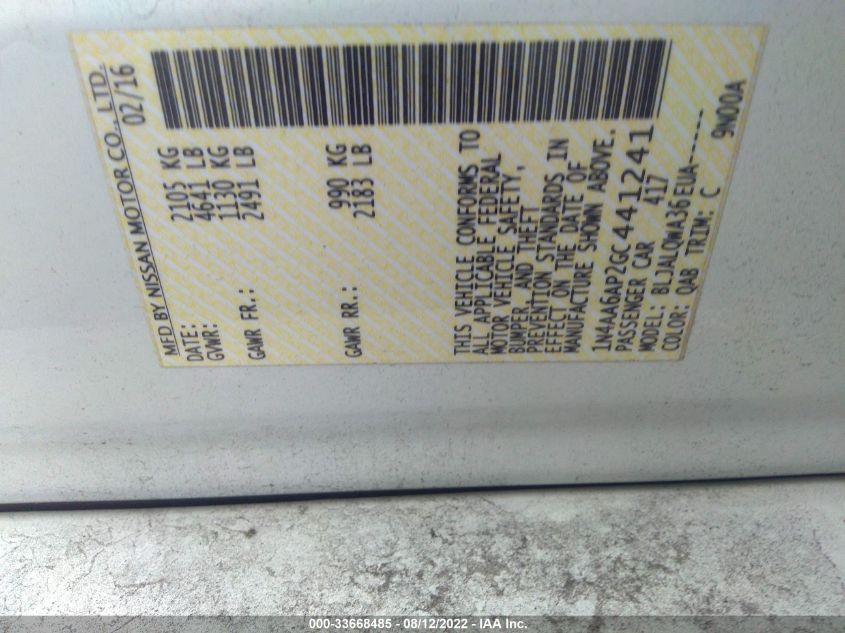 MFD BY NISSAN MOTOR CO., LTD.
DATE: 02/16
GVWR: 2105 KG
4641 LB
1130 KG
GAWR FR.: 2491 LB
990 KG
GAWR RR.: 2183 LB
THIS VEHICLE CONFORMS TO
ALL APPLICABLE FEDERAL
MOTOR VEHICLE SAFETY,
BUMPER, AND THEFT
PREVENTION STANDARDS IN
EFFECT ON THE DATE OF
MANUFACTURE SHOWN ABOVE.
1N4AA6AP2GC441241
PASSENGER CAR 417
MODEL: BLJALQWA36EUA------
COLOR: QAB TRIM: C
9N00A
000-33668485 - 08/12/2022 - IAA Inc.